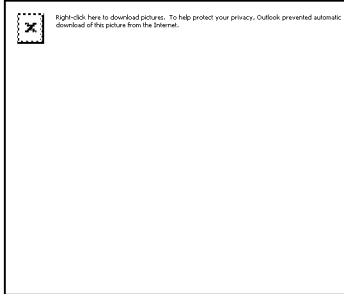 Right-click here to download pictures. To help protect your privacy, Outlook prevented automatic
download of this picture from the Internet.